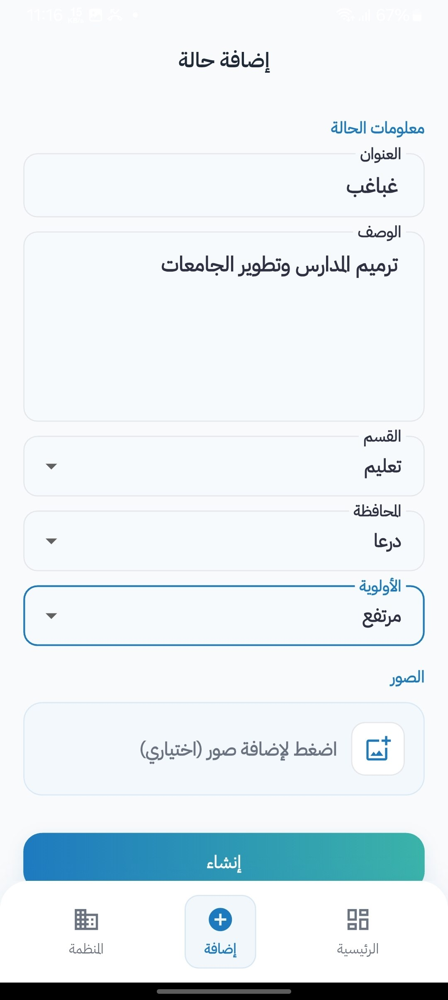 11:16 15 KB/s 67%
إضافة حالة
معلومات الحالة
العنوان
غباغب
الوصف
ترميم المدارس وتطوير الجامعات
القسم
تعليم
المحافظة
درعا
الأولوية
مرتفع
الصور
اضغط لإضافة صور (اختياري)
إنشاء
الرئيسية
إضافة
المنظمة